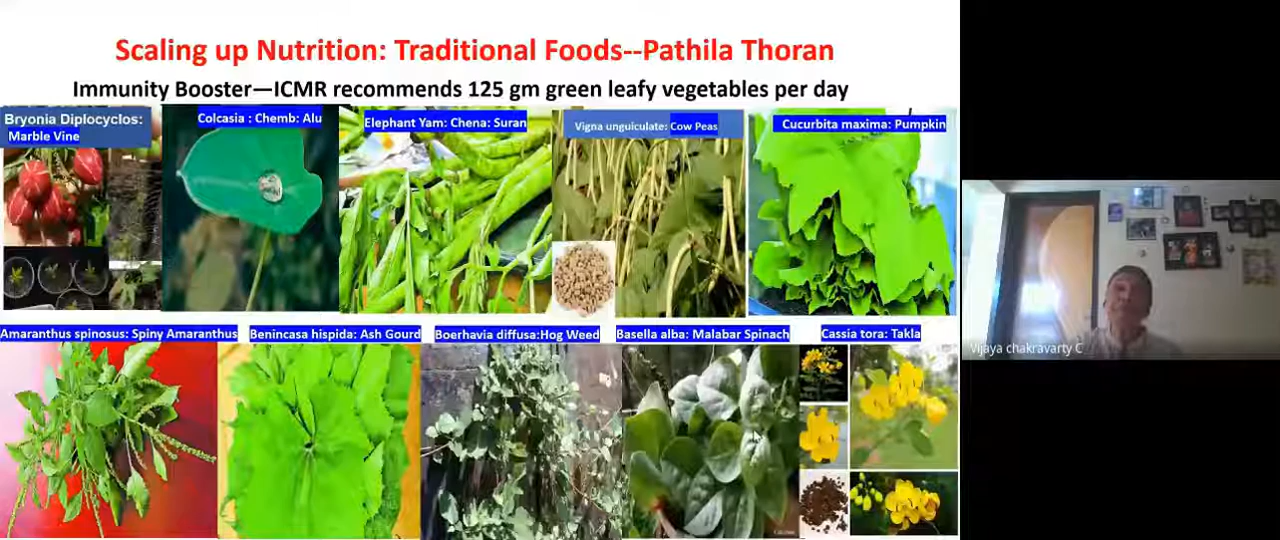 Scaling up Nutrition: Traditional Foods--Pathila Thoran
Immunity Booster—ICMR recommends 125 gm green leafy vegetables per day
Bryonia Diplocyclos:
Marble Vine
Colcasia : Chemb: Alu
Elephant Yam: Chena: Suran
Vigna unguiculate: Cow Peas
Cucurbita maxima: Pumpkin
Amaranthus spinosus: Spiny Amaranthus
Benincasa hispida: Ash Gourd
Boerhavia diffusa:Hog Weed
Basella alba: Malabar Spinach
Cassia tora: Takla
Vijaya chakravarty C